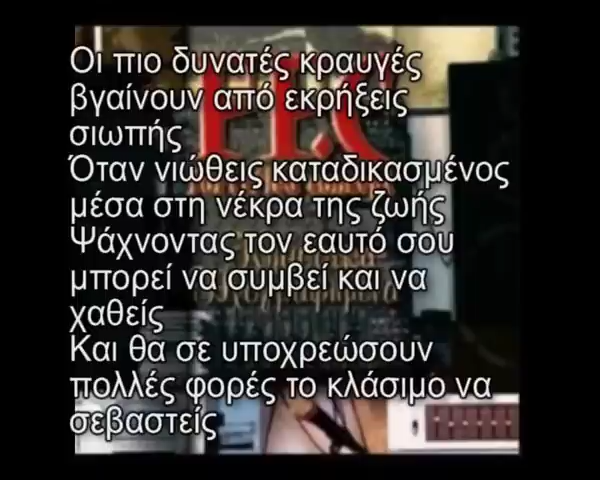 Οι πιο δυνατές κραυγές
βγαίνουν από εκρήξεις
σιωπής
Όταν νιώθεις καταδικασμένος
μέσα στη νέκρα της ζωής
Ψάχνοντας τον εαυτό σου
μπορεί να συμβεί και να
χαθείς
Και θα σε υποχρεώσουν
πολλές φορές το κλάσιμο να
σεβαστείς